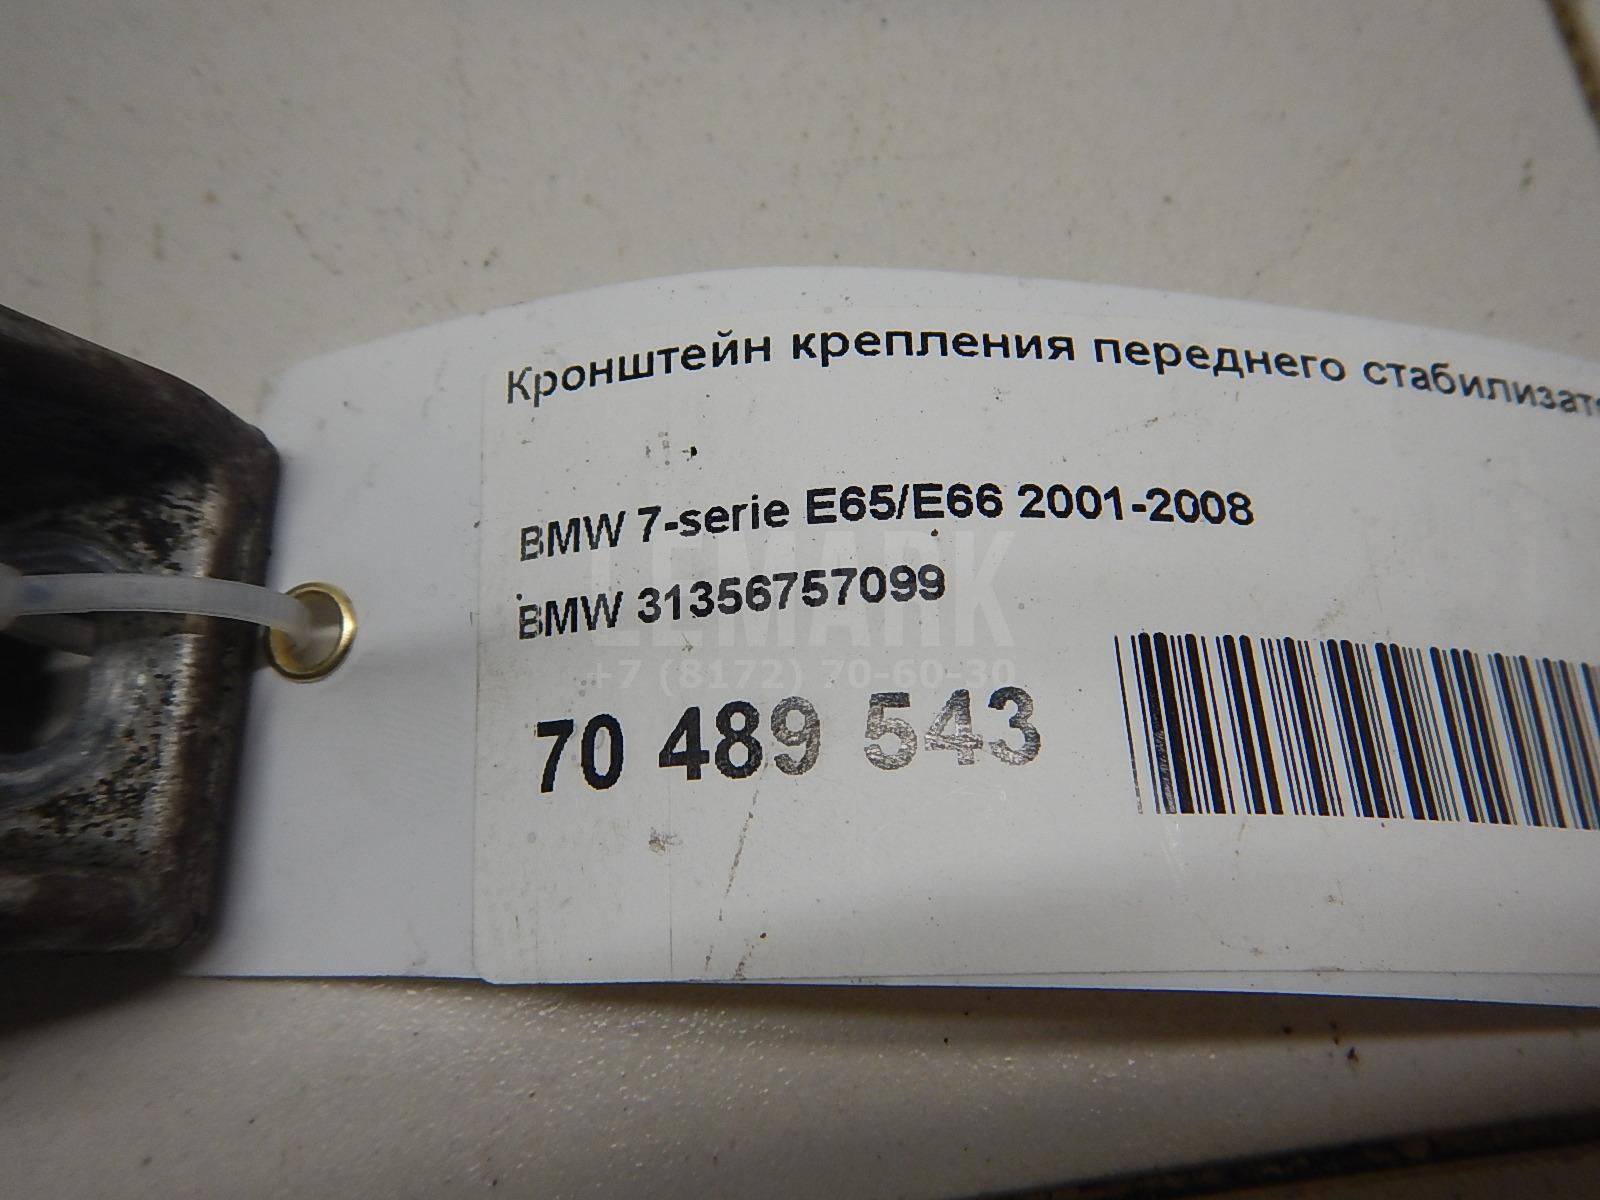 Кронштейн крепления переднего стабилизат
BMW 7-serie E65/E66 2001-2008
BMW 31356757099
LEMARK
+7 (8172) 70-60-30
70 489 543